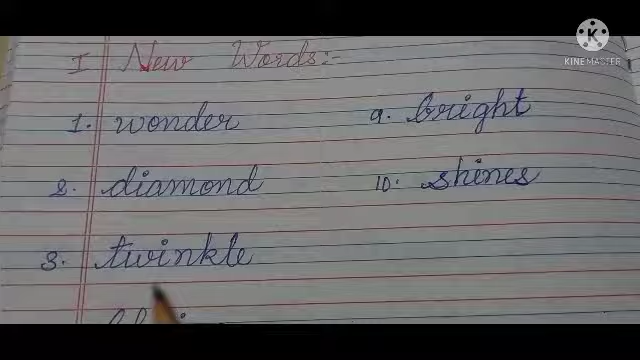 I New Words:-
1. wonder
2. diamond
3. twinkle
9. bright
10. shines
KINEMASTER